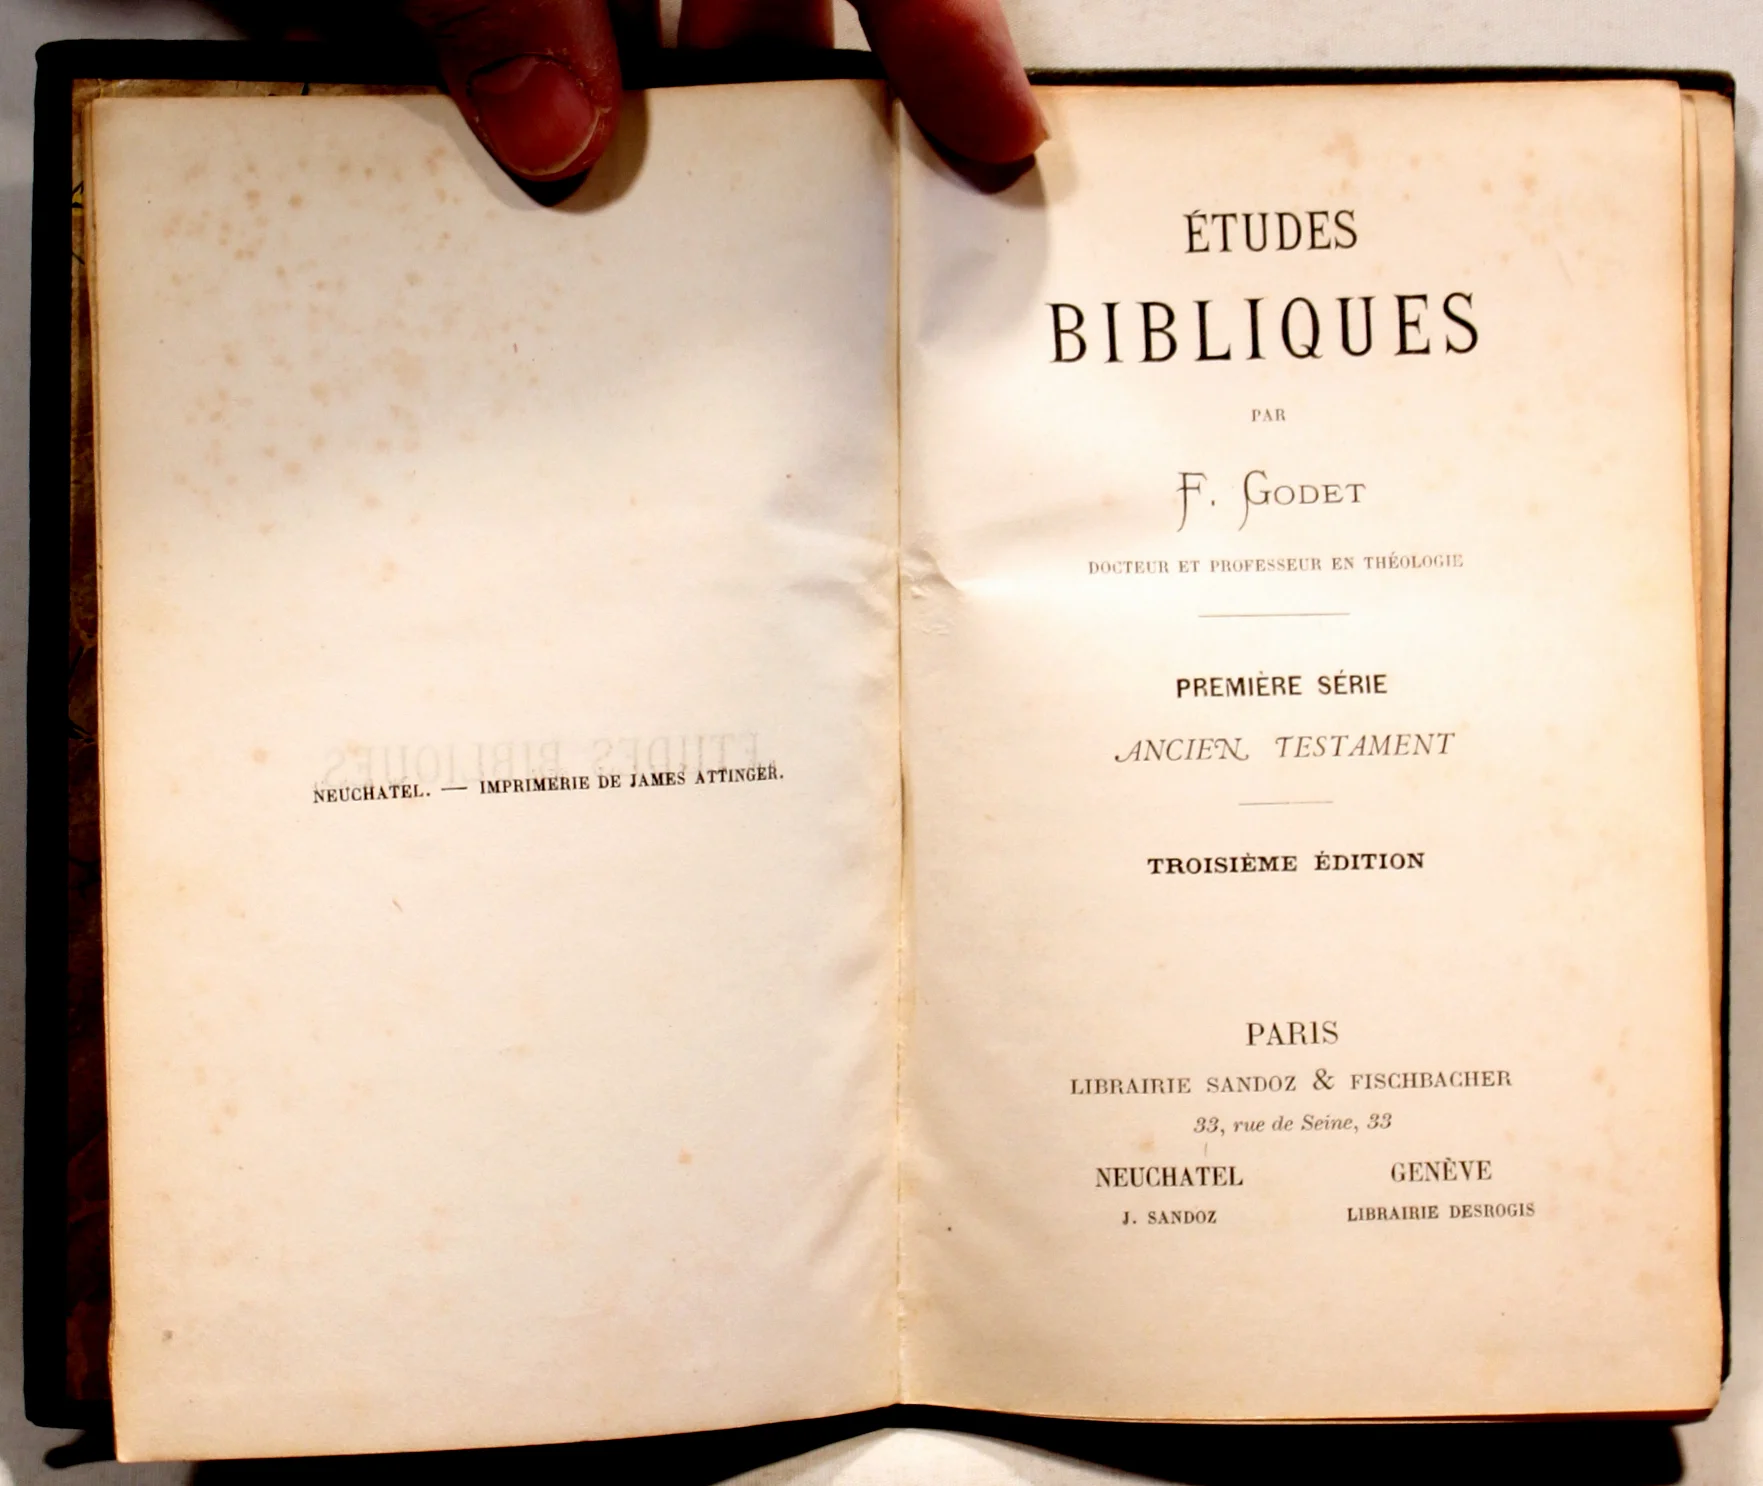 NEUCHATEL. — IMPRIMERIE DE JAMES ATTINGER.
ÉTUDES
BIBLIQUES
PAR
F. GODET
DOCTEUR ET PROFESSEUR EN THÉOLOGIE
PREMIÈRE SÉRIE
ANCIEN TESTAMENT
TROISIÈME ÉDITION
PARIS
LIBRAIRIE SANDOZ & FISCHBACHER
33, rue de Seine, 33
NEUCHATEL GENÈVE
J. SANDOZ LIBRAIRIE DESROGIS